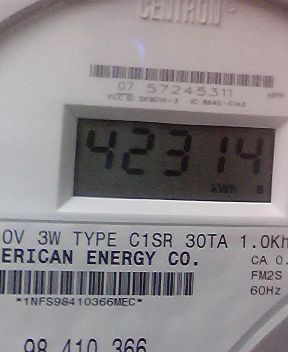 CENTRON
07 57245311
42314
kWh
0V 3W TYPE C1SR 30TA 1.0Kh
ERICAN ENERGY CO.
CA 0.
FM2S
60Hz
*1NFS98410366MEC*
98 410 366